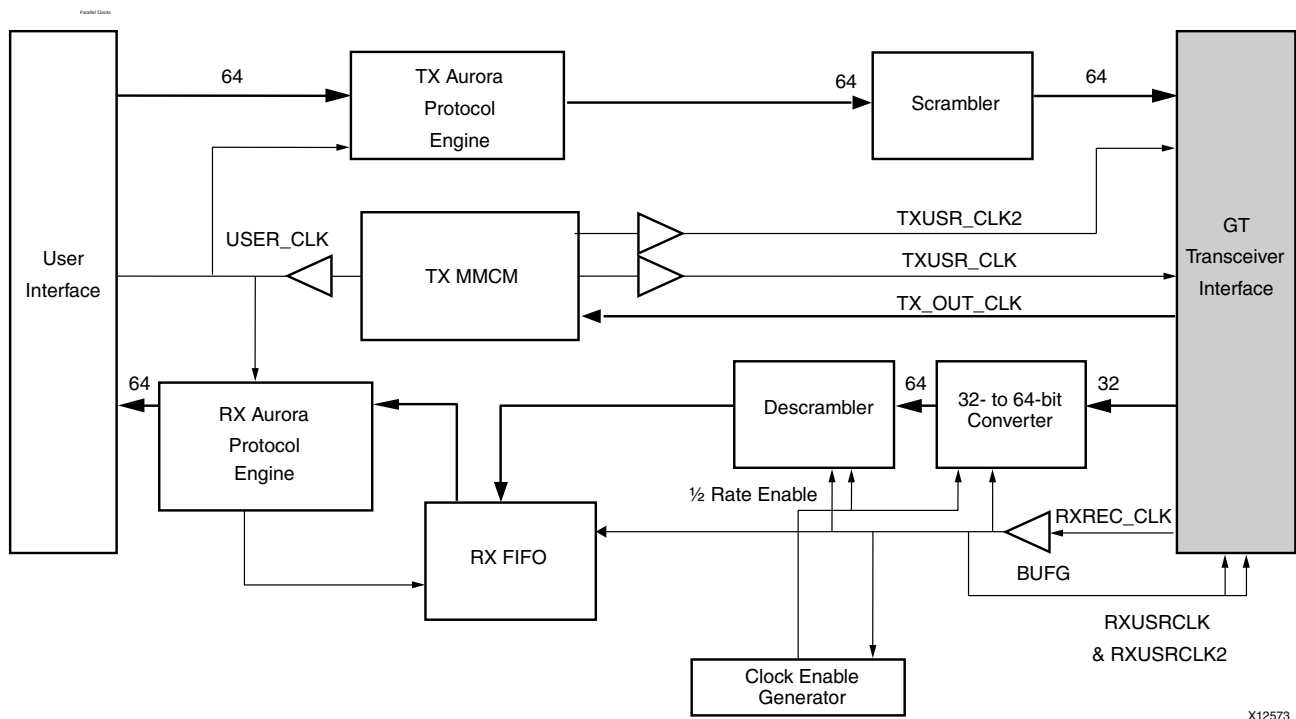 Parallel Clocks
64
TX Aurora
Protocol
Engine
64
Scrambler
64
User
Interface
USER_CLK
TX MMCM
TXUSR_CLK2
TXUSR_CLK
TX_OUT_CLK
GT
Transceiver
Interface
64
RX Aurora
Protocol
Engine
Descrambler
64
32- to 64-bit
Converter
32
½ Rate Enable
RX FIFO
RXREC_CLK
BUFG
RXUSRCLK
& RXUSRCLK2
Clock Enable
Generator
X12573